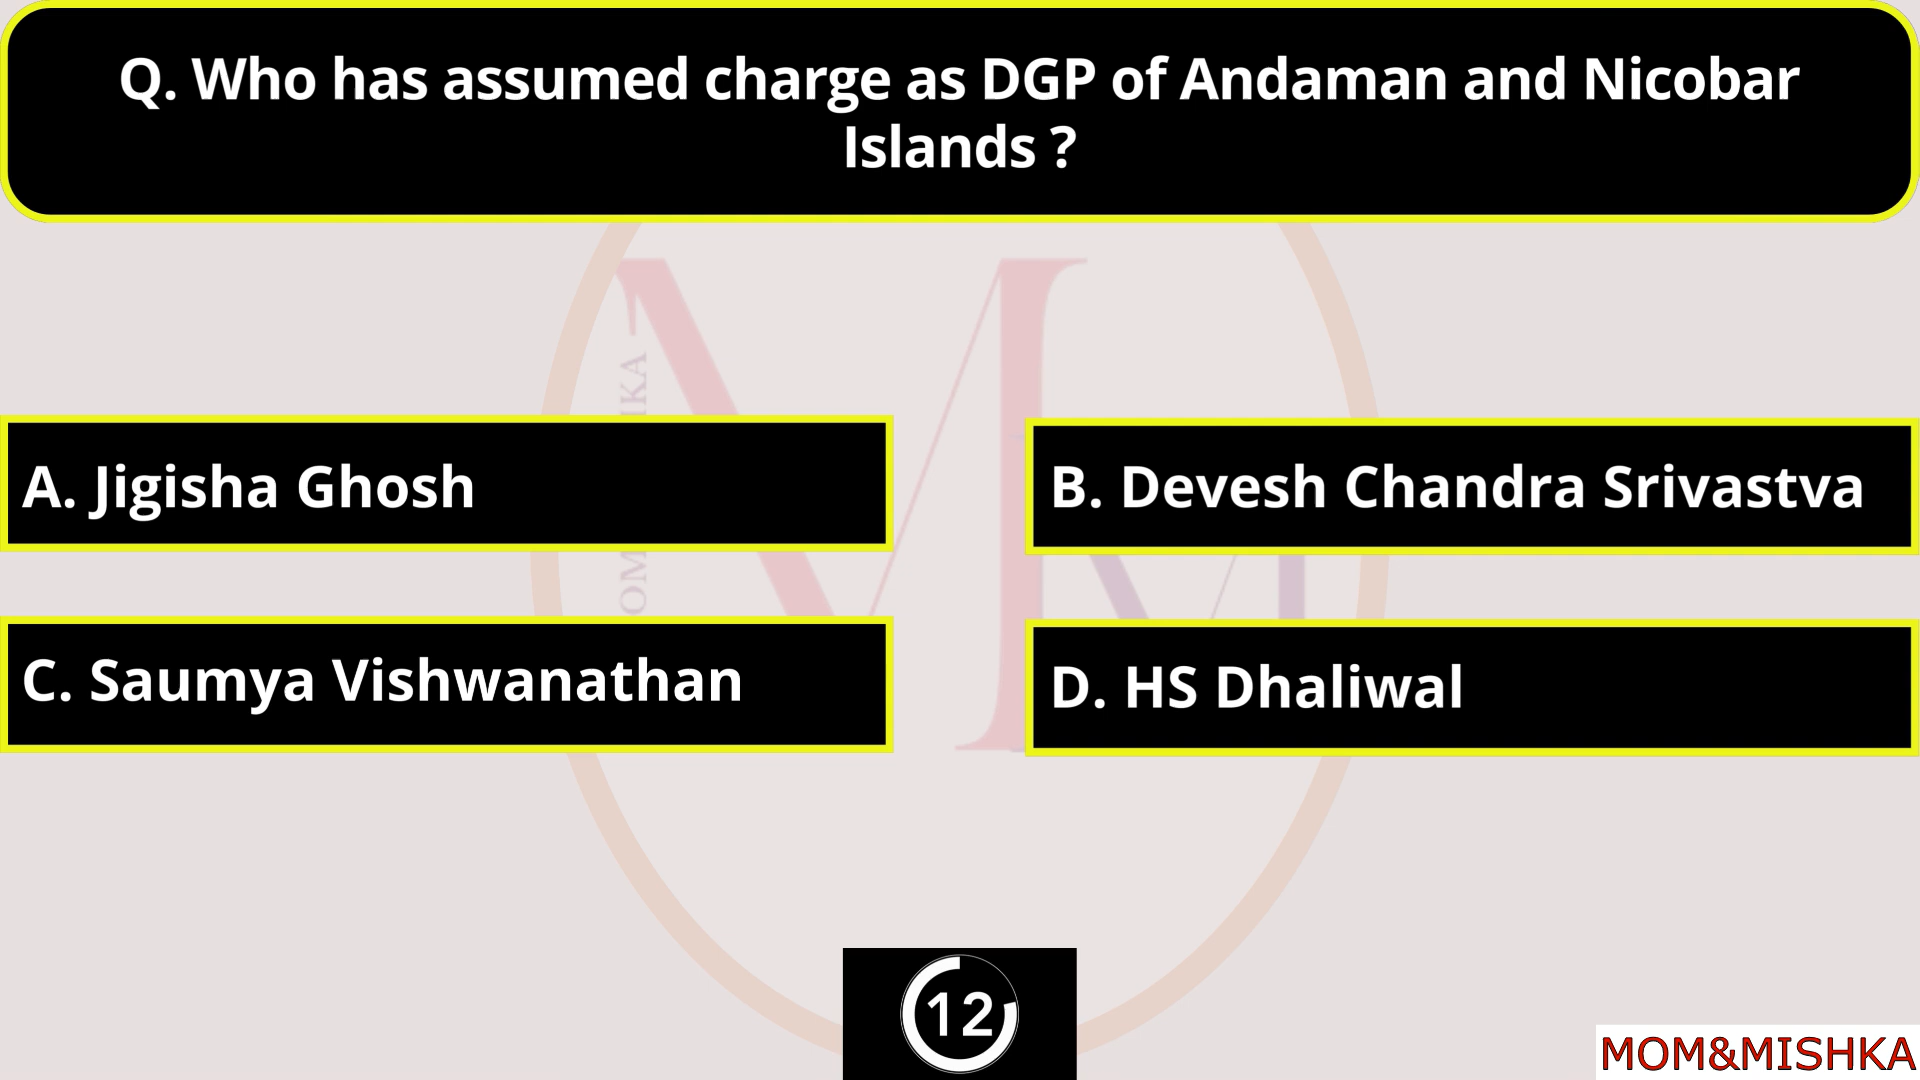 Q. Who has assumed charge as DGP of Andaman and Nicobar
Islands ?
A. Jigisha Ghosh
B. Devesh Chandra Srivastva
C. Saumya Vishwanathan
D. HS Dhaliwal
12
MOM&MISHKA